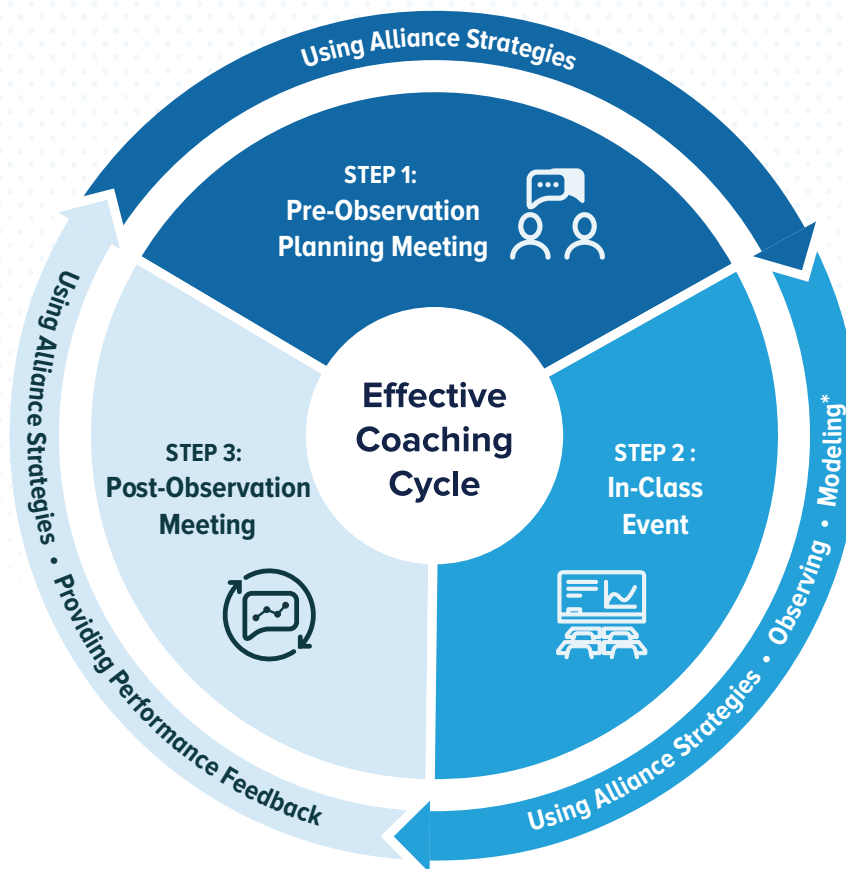 Using Alliance Strategies
STEP 1:
Pre-Observation
Planning Meeting
Effective
Coaching
Cycle
STEP 2 :
In-Class
Event
Using Alliance Strategies • Observing • Modeling*
STEP 3:
Post-Observation
Meeting
Using Alliance Strategies • Providing Performance Feedback